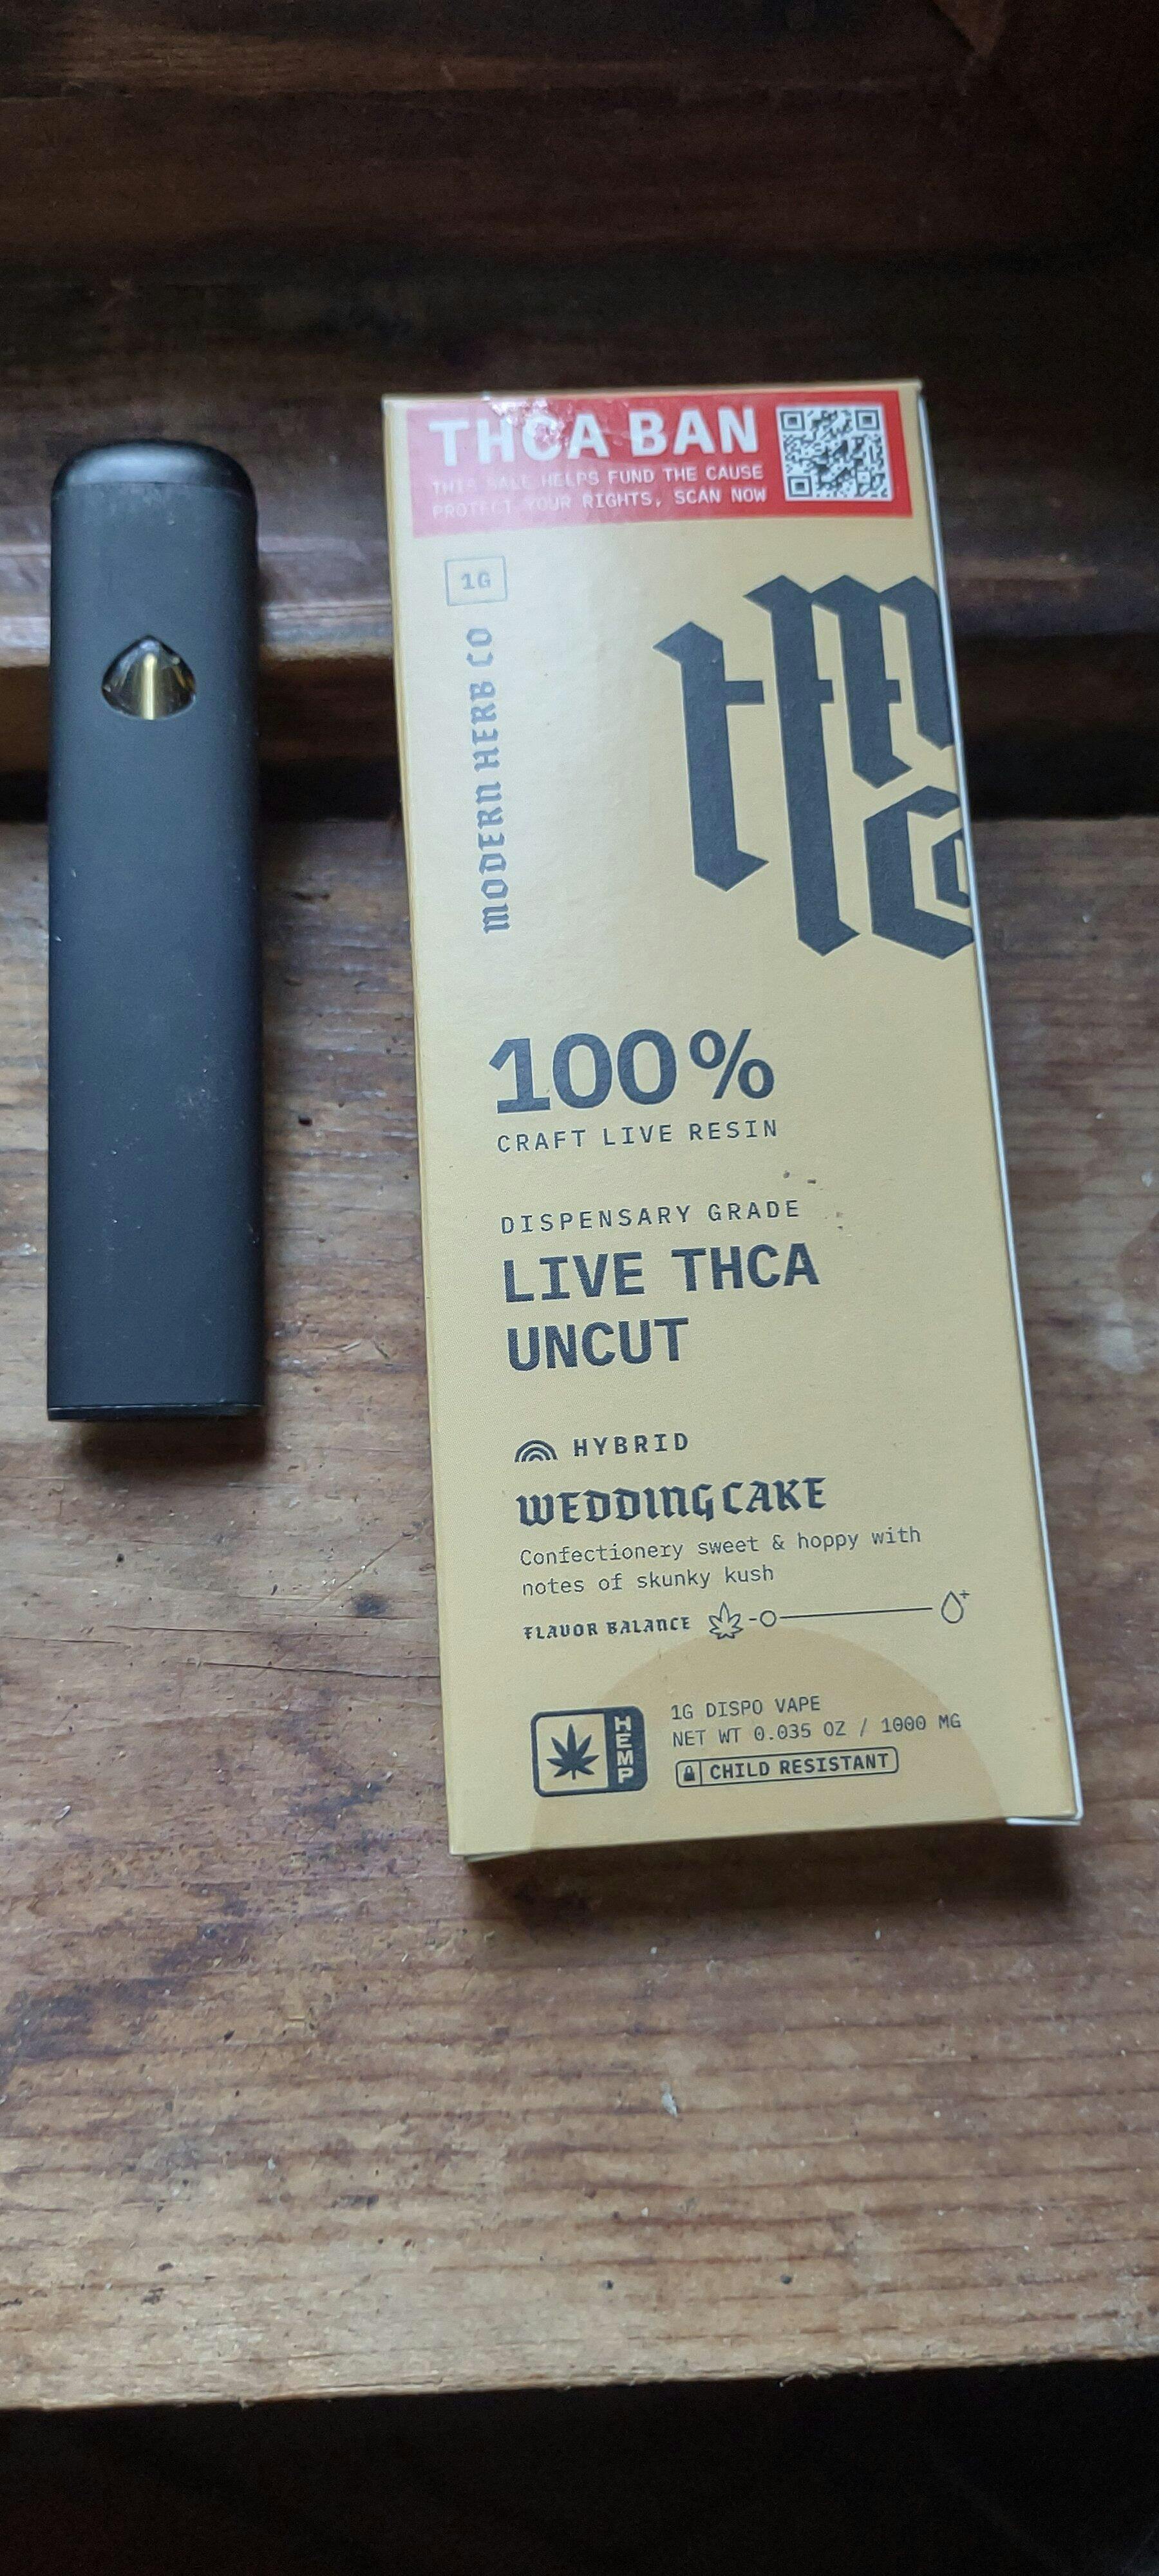 THCA BAN
THIS SALE HELPS FUND THE CAUSE
PROTECT YOUR RIGHTS, SCAN NOW
1G
MODERN HERB CO
100%
CRAFT LIVE RESIN
DISPENSARY GRADE
LIVE THCA
UNCUT
HYBRID
WEDDING CAKE
Confectionery sweet & hoppy with
notes of skunky kush
FLAVOR BALANCE
HEMP
1G DISPO VAPE
NET WT 0.035 OZ / 1000 MG
CHILD RESISTANT